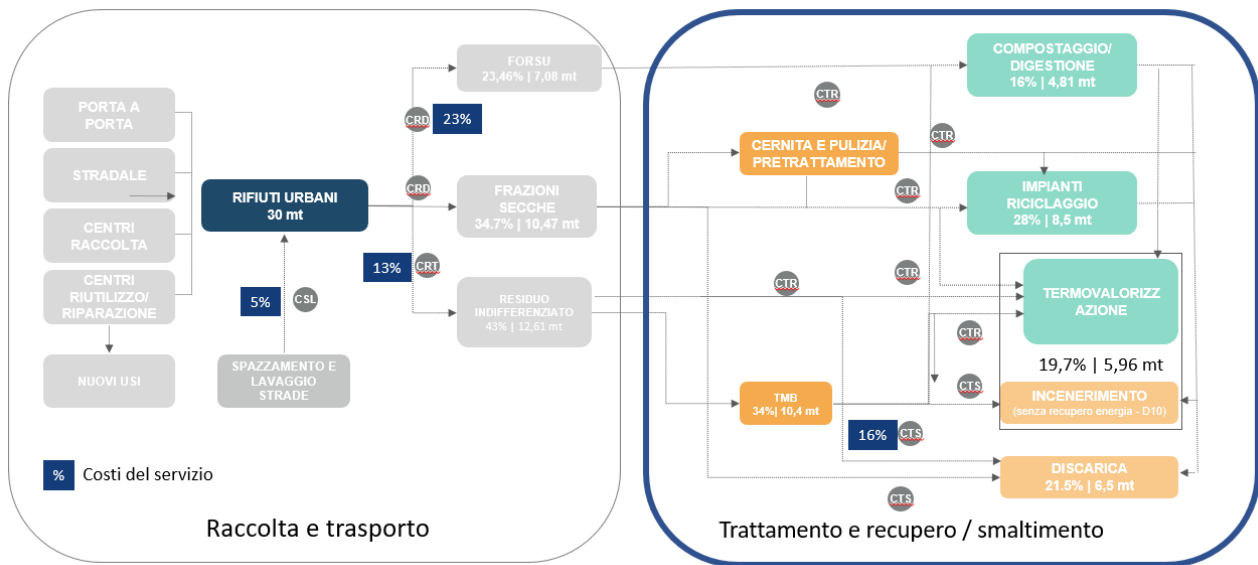 PORTA A
PORTA
STRADALE
CENTRI
RACCOLTA
CENTRI
RIUTILIZZO/
RIPARAZIONE
NUOVI USI
RIFIUTI URBANI
30 mt
5%
CSL
SPAZZAMENTO E
LAVAGGIO
STRADE
FORSU
23,46% | 7,08 mt
CRD
23%
CRD
FRAZIONI
SECCHE
34.7% | 10,47 mt
13%
CRT
RESIDUO
INDIFFERENZIATO
43% | 12,61 mt
%
Costi del servizio
Raccolta e trasporto
COMPOSTAGGIO/
DIGESTIONE
16% | 4,81 mt
CTR
CTR
CERNITA E PULIZIA/
PRETRATTAMENTO
CTR
IMPIANTI
RICICLAGGIO
28% | 8,5 mt
CTR
CTR
TERMOVALORIZZ
AZIONE
CTR
19,7% | 5,96 mt
TMB
34%| 10,4 mt
CTS
INCENERIMENTO
(senza recupero energia - D10)
16%
CTS
DISCARICA
21.5% | 6,5 mt
CTS
Trattamento e recupero / smaltimento